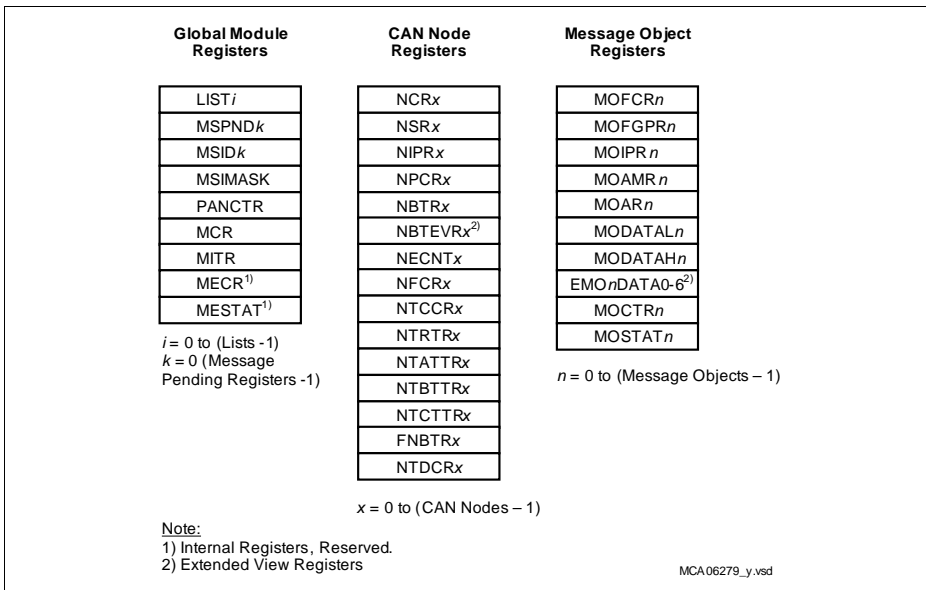 Global Module
Registers
LISTi
MSPNDk
MSIDk
MSIMASK
PANCTR
MCR
MITR
MECR1)
MESTAT1)
i = 0 to (Lists -1)
k = 0 (Message
Pending Registers -1)
CAN Node
Registers
NCRx
NSRx
NIPRx
NPCRx
NBTRx
NBTEVRx2)
NECNTx
NFCRx
NTCCRx
NTRTRx
NTATTRx
NTBTTRx
NTCTTRx
FNBTRx
NTDCRx
x = 0 to (CAN Nodes – 1)
Message Object
Registers
MOFCRn
MOFGPRn
MOIPRn
MOAMRn
MOARn
MODATALn
MODATAHn
EMOnDATA0-62)
MOCTRn
MOSTATn
n = 0 to (Message Objects – 1)
Note:
1) Internal Registers, Reserved.
2) Extended View Registers
MCA06279_y.vsd